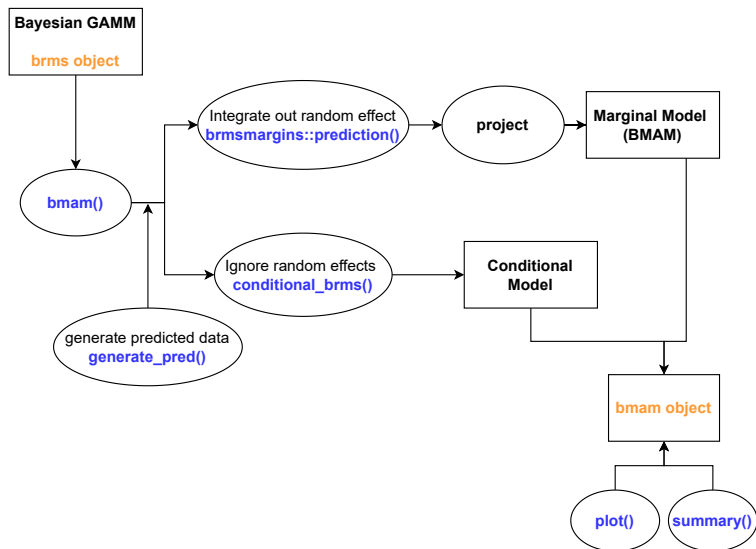 Bayesian GAMM
brms object
Integrate out random effect
brmsmargins::prediction()
project
Marginal Model
(BMAM)
bmam()
Ignore random effects
conditional_brms()
Conditional
Model
generate predicted data
generate_pred()
bmam object
plot()
summary()